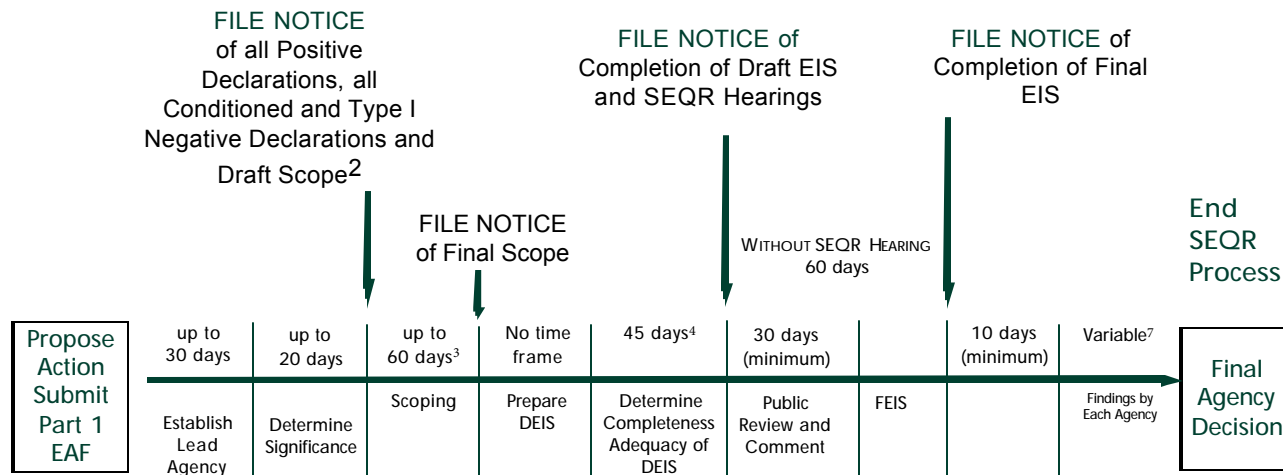 FILE NOTICE
of all Positive
Declarations, all
Conditioned and Type I
Negative Declarations and
Draft Scope2
FILE NOTICE
of Final Scope
FILE NOTICE of
Completion of Draft EIS
and SEQR Hearings
FILE NOTICE of
Completion of Final
EIS
WITHOUT SEQR HEARING
60 days
End
SEQR
Process
Propose
Action
Submit
Part 1
EAF
up to
30 days
up to
20 days
up to
60 days3
No time
frame
45 days4
30 days
(minimum)
10 days
(minimum)
Variable7
Establish
Lead
Agency
Determine
Significance
Scoping
Prepare
DEIS
Determine
Completeness
Adequacy of
DEIS
Public
Review and
Comment
FEIS
Findings by
Each Agency
Final
Agency
Decision